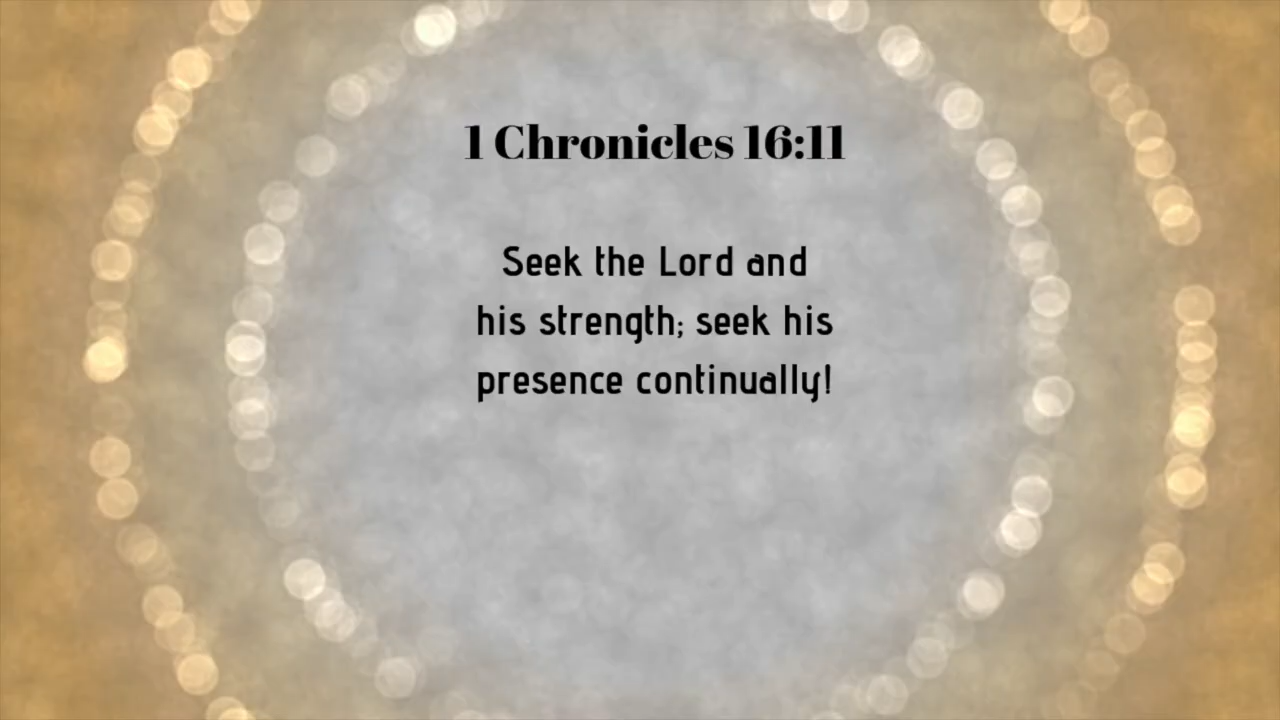 1 Chronicles 16:11
Seek the Lord and
his strength; seek his
presence continually!